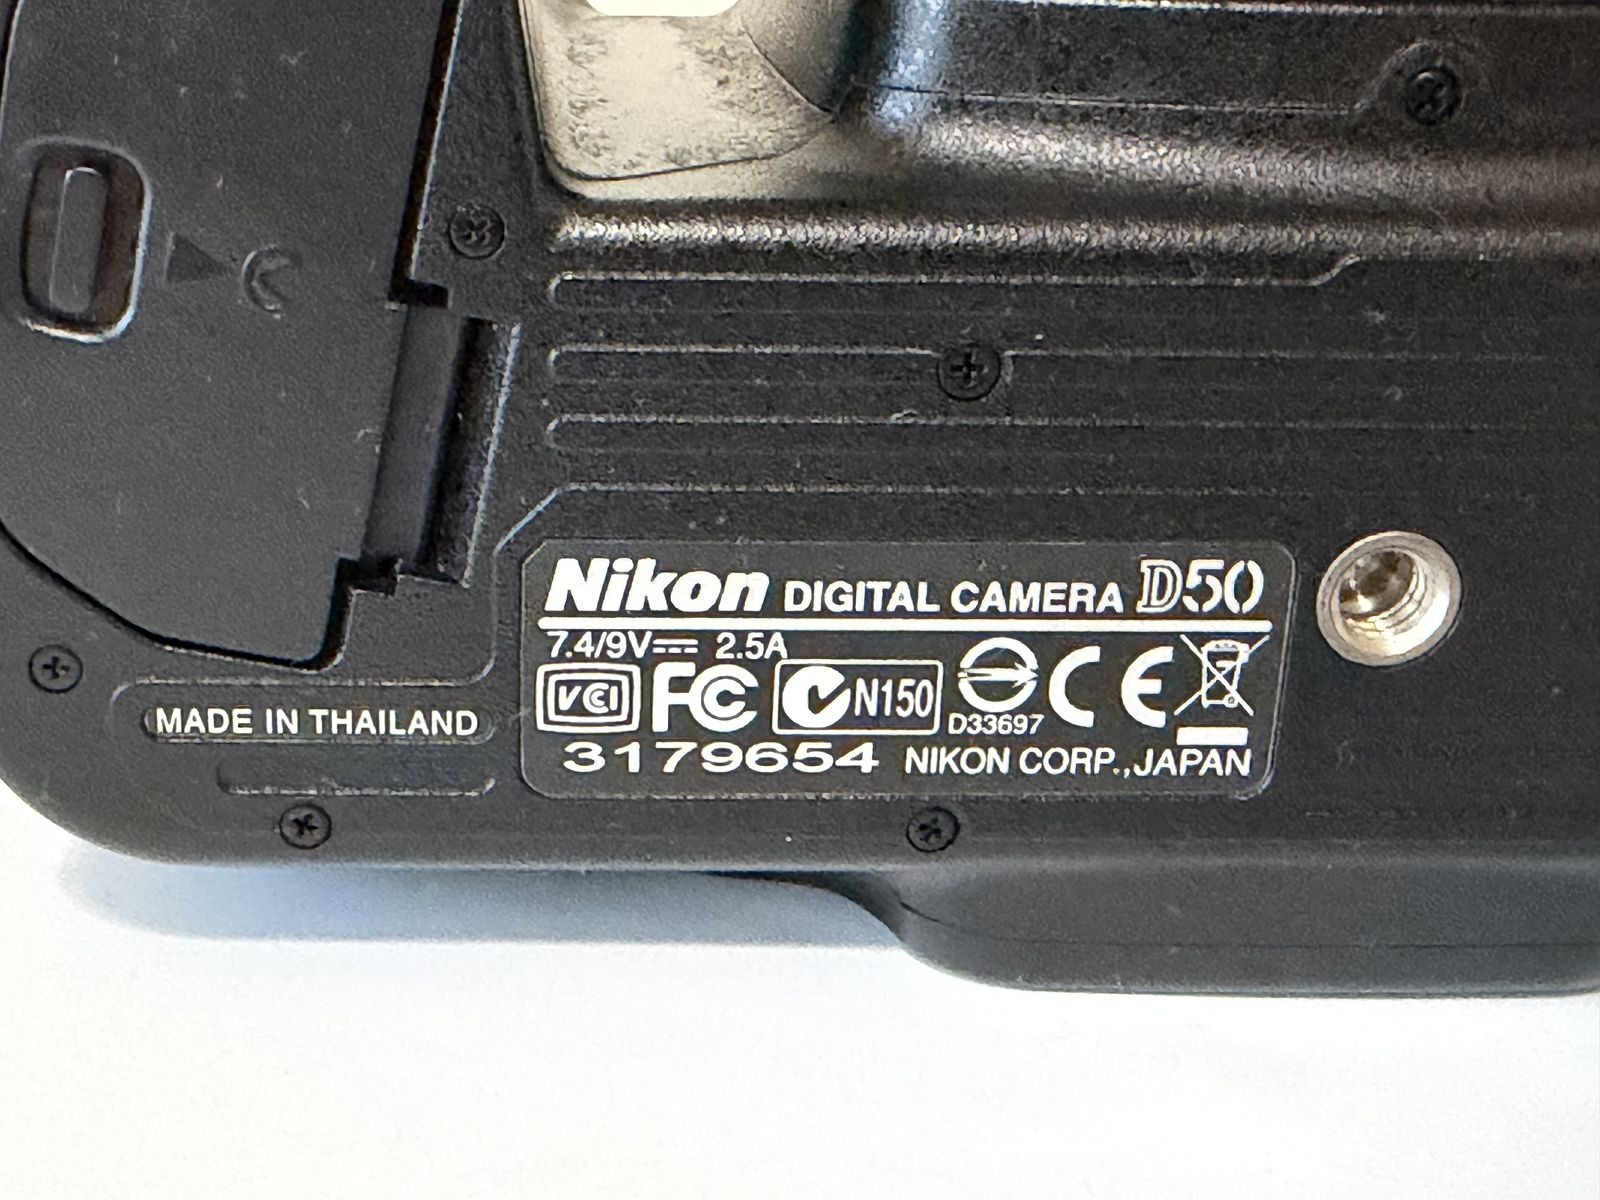 Nikon DIGITAL CAMERA D50
7.4/9V⎓ 2.5A
VCI FC N150 D33697 CE
MADE IN THAILAND
3179654 NIKON CORP.,JAPAN